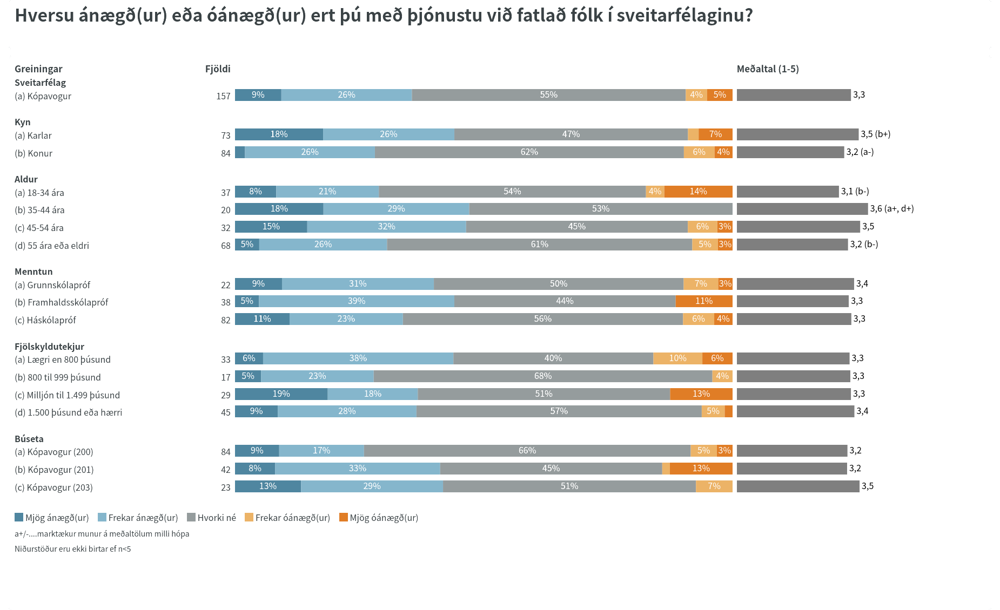 Hversu ánægð(ur) eða óánægð(ur) ert þú með þjónustu við fatlað fólk í sveitarfélaginu?
Greiningar Fjöldi Meðaltal (1-5)
Sveitarfélag
(a) Kópavogur 157 9% 26% 55% 4% 5% 3,3
Kyn
(a) Karlar 73 18% 26% 47% 7% 3,5 (b+)
(b) Konur 84 26% 62% 6% 4% 3,2 (a-)
Aldur
(a) 18-34 ára 37 8% 21% 54% 4% 14% 3,1 (b-)
(b) 35-44 ára 20 18% 29% 53% 3,6 (a+, d+)
(c) 45-54 ára 32 15% 32% 45% 6% 3% 3,5
(d) 55 ára eða eldri 68 5% 26% 61% 5% 3% 3,2 (b-)
Menntun
(a) Grunnskólapróf 22 9% 31% 50% 7% 3% 3,4
(b) Framhaldsskólapróf 38 5% 39% 44% 11% 3,3
(c) Háskólapróf 82 11% 23% 56% 6% 4% 3,3
Fjölskyldutekjur
(a) Lægri en 800 þúsund 33 6% 38% 40% 10% 6% 3,3
(b) 800 til 999 þúsund 17 5% 23% 68% 4% 3,3
(c) Milljón til 1.499 þúsund 29 19% 18% 51% 13% 3,3
(d) 1.500 þúsund eða hærri 45 9% 28% 57% 5% 3,4
Búseta
(a) Kópavogur (200) 84 9% 17% 66% 5% 3% 3,2
(b) Kópavogur (201) 42 8% 33% 45% 13% 3,2
(c) Kópavogur (203) 23 13% 29% 51% 7% 3,5
Mjög ánægð(ur) Frekar ánægð(ur) Hvorki né Frekar óánægð(ur) Mjög óánægð(ur)
a+/-....marktækur munur á meðaltölum milli hópa
Niðurstöður eru ekki birtar ef n<5